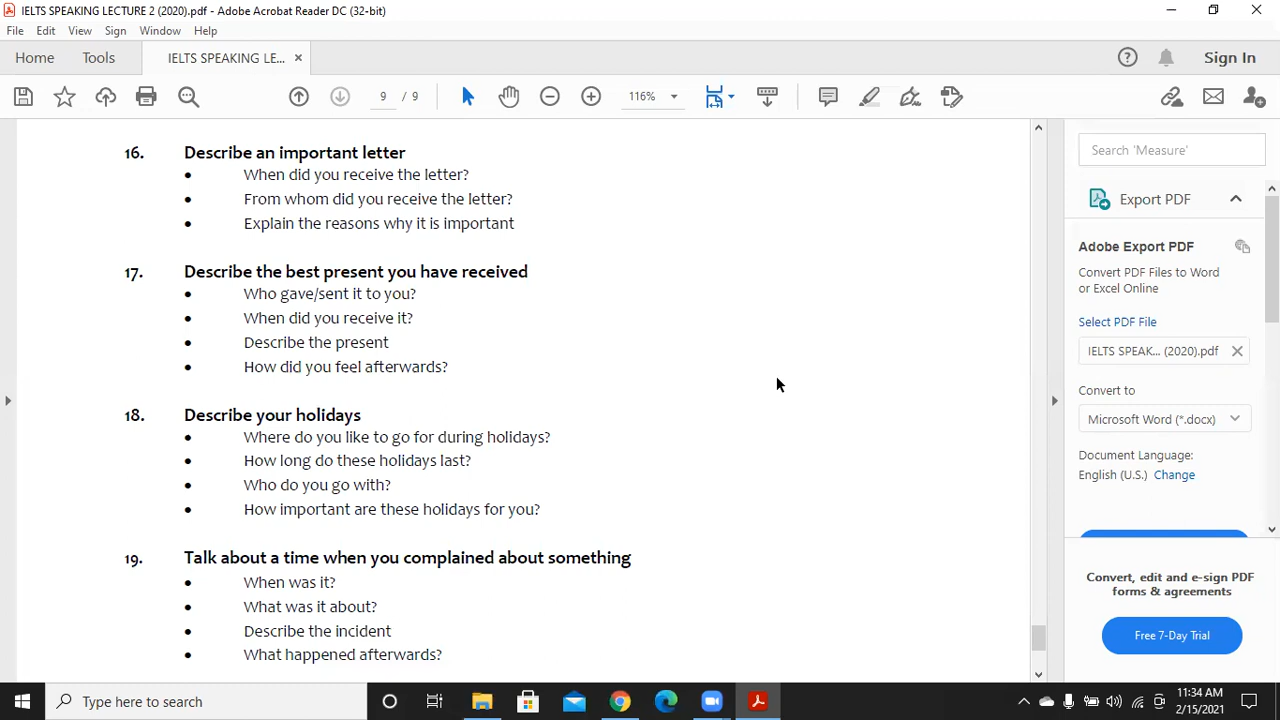 IELTS SPEAKING LECTURE 2 (2020).pdf - Adobe Acrobat Reader DC (32-bit)
File Edit View Sign Window Help
Home Tools IELTS SPEAKING LE... × Sign In
9 / 9 116%
16. Describe an important letter
• When did you receive the letter?
• From whom did you receive the letter?
• Explain the reasons why it is important
17. Describe the best present you have received
• Who gave/sent it to you?
• When did you receive it?
• Describe the present
• How did you feel afterwards?
18. Describe your holidays
• Where do you like to go for during holidays?
• How long do these holidays last?
• Who do you go with?
• How important are these holidays for you?
19. Talk about a time when you complained about something
• When was it?
• What was it about?
• Describe the incident
• What happened afterwards?
Search 'Measure'
Export PDF
Adobe Export PDF
Convert PDF Files to Word
or Excel Online
Select PDF File
IELTS SPEAK... (2020).pdf
Convert to
Microsoft Word (*.docx)
Document Language:
English (U.S.) Change
Convert, edit and e-sign PDF
forms & agreements
Free 7-Day Trial
Type here to search
11:34 AM
2/15/2021